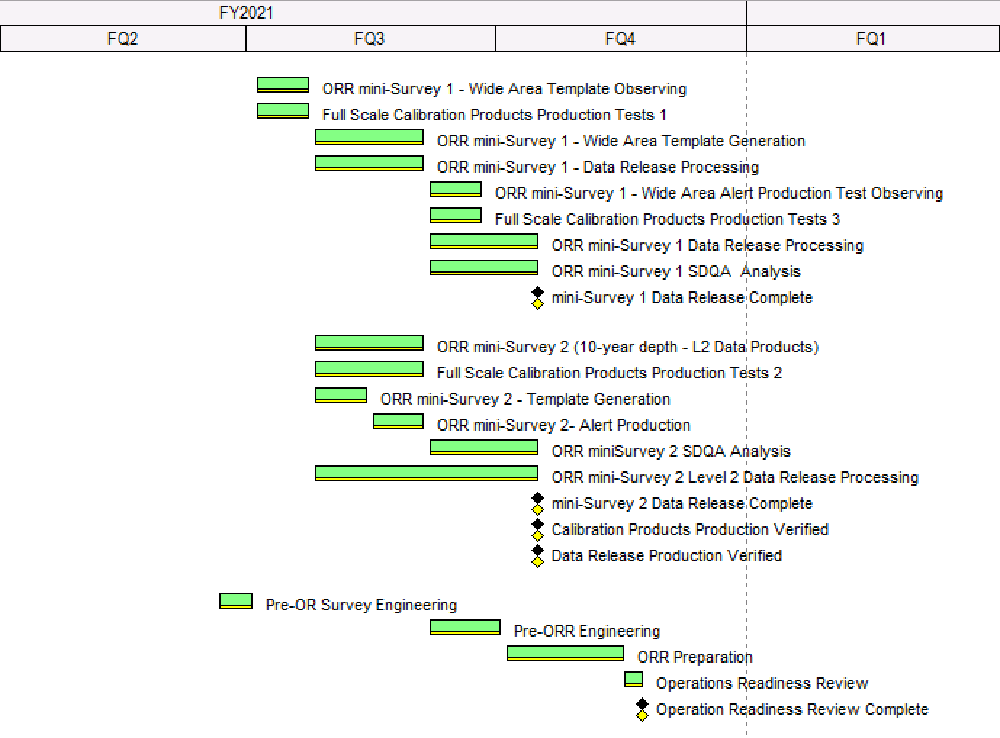 FY2021
FQ2 FQ3 FQ4 FQ1
ORR mini-Survey 1 - Wide Area Template Observing
Full Scale Calibration Products Production Tests 1
ORR mini-Survey 1 - Wide Area Template Generation
ORR mini-Survey 1 - Data Release Processing
ORR mini-Survey 1 - Wide Area Alert Production Test Observing
Full Scale Calibration Products Production Tests 3
ORR mini-Survey 1 Data Release Processing
ORR mini-Survey 1 SDQA  Analysis
mini-Survey 1 Data Release Complete
ORR mini-Survey 2 (10-year depth - L2 Data Products)
Full Scale Calibration Products Production Tests 2
ORR mini-Survey 2 - Template Generation
ORR mini-Survey 2- Alert Production
ORR miniSurvey 2 SDQA Analysis
ORR mini-Survey 2 Level 2 Data Release Processing
mini-Survey 2 Data Release Complete
Calibration Products Production Verified
Data Release Production Verified
Pre-OR Survey Engineering
Pre-ORR Engineering
ORR Preparation
Operations Readiness Review
Operation Readiness Review Complete